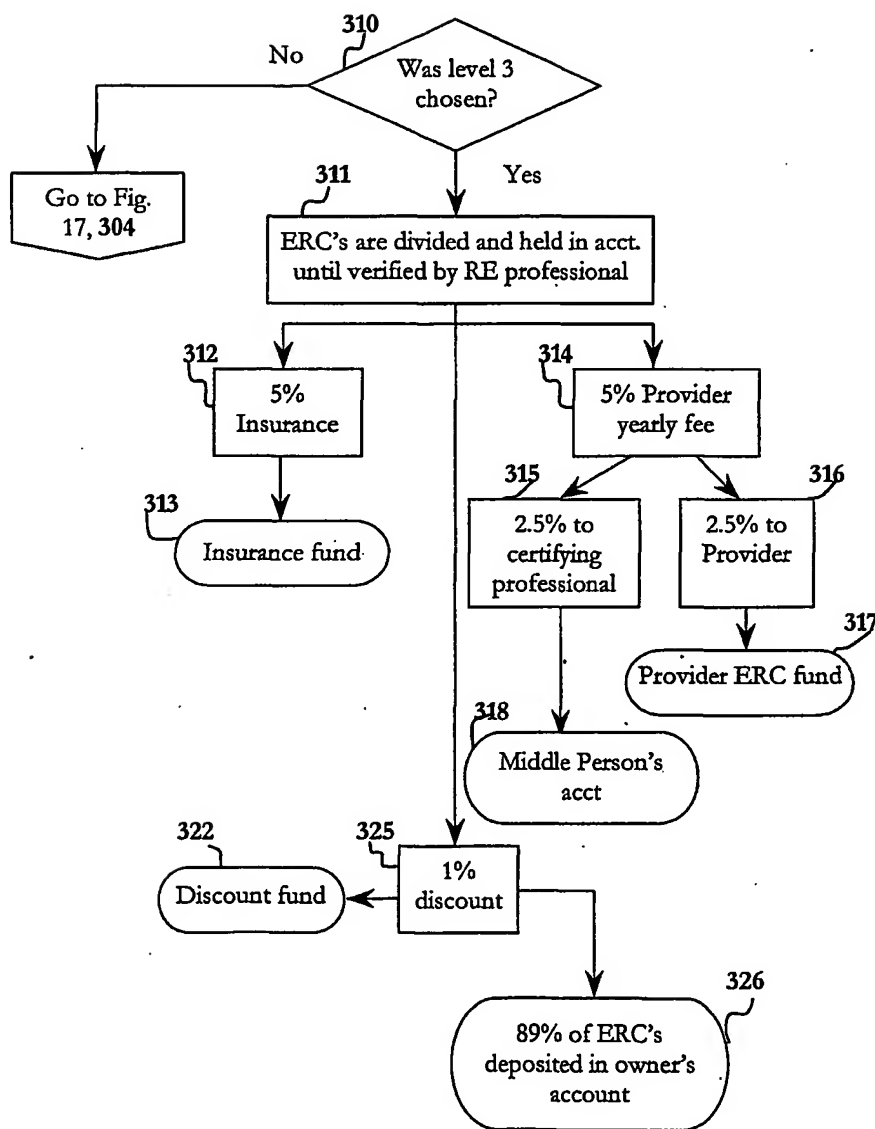 310
No
Was level 3
chosen?
Go to Fig.
17, 304
311
Yes
ERC's are divided and held in acct.
until verified by RE professional
312
5%
Insurance
314
5% Provider
yearly fee
313
Insurance fund
315
2.5% to
certifying
professional
316
2.5% to
Provider
317
Provider ERC fund
318
Middle Person's
acct
322
Discount fund
325
1%
discount
326
89% of ERC's
deposited in owner's
account